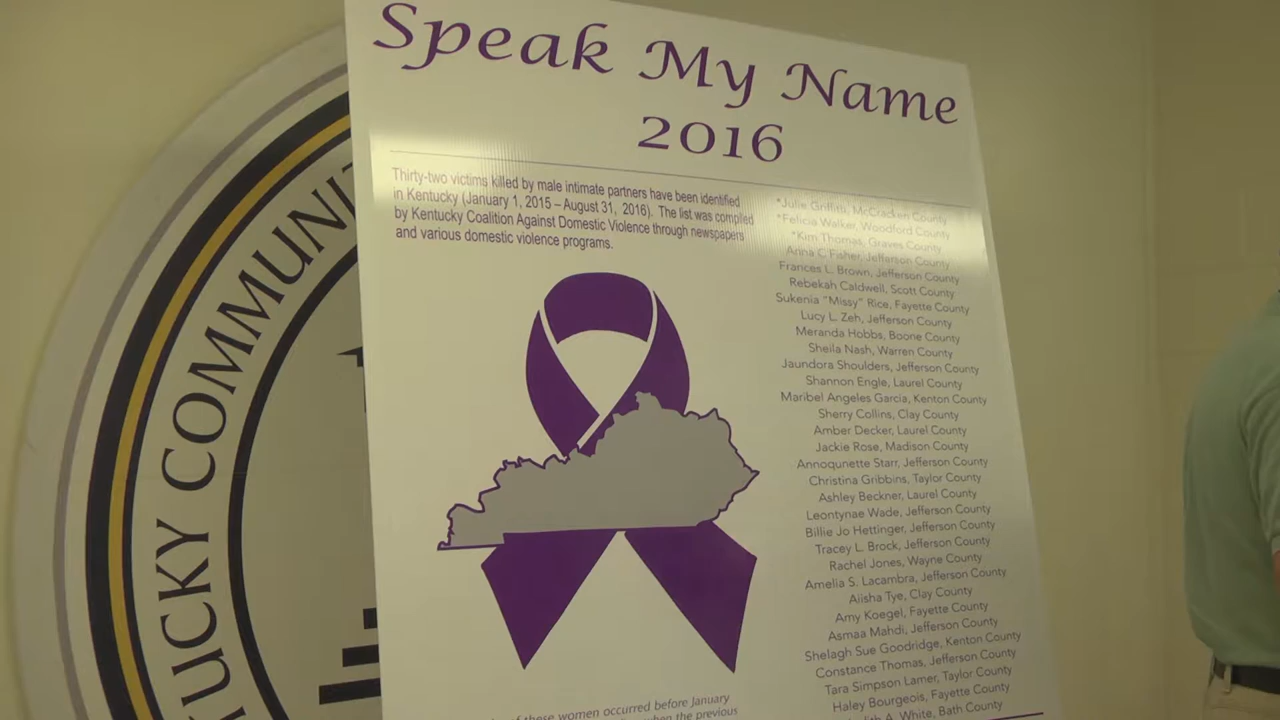 Speak My Name
2016
Thirty-two victims killed by male intimate partners have been identified
in Kentucky (January 1, 2015 – August 31, 2016). The list was compiled
by Kentucky Coalition Against Domestic Violence through newspapers
and various domestic violence programs.
*Julie Griffith, McCracken County
*Felicia Walker, Woodford County
*Kim Thomas, Graves County
Anna C Fisher, Jefferson County
Frances L. Brown, Jefferson County
Rebekah Caldwell, Scott County
Sukenia "Missy" Rice, Fayette County
Lucy L. Zeh, Jefferson County
Meranda Hobbs, Boone County
Sheila Nash, Warren County
Jaundora Shoulders, Jefferson County
Shannon Engle, Laurel County
Maribel Angeles Garcia, Kenton County
Sherry Collins, Clay County
Amber Decker, Laurel County
Jackie Rose, Madison County
Annoqunette Starr, Jefferson County
Christina Gribbins, Taylor County
Ashley Beckner, Laurel County
Leontynae Wade, Jefferson County
Billie Jo Hettinger, Jefferson County
Tracey L. Brock, Jefferson County
Rachel Jones, Wayne County
Amelia S. Lacambra, Jefferson County
Aiisha Tye, Clay County
Amy Koegel, Fayette County
Asmaa Mahdi, Jefferson County
Shelagh Sue Goodridge, Kenton County
Constance Thomas, Jefferson County
Tara Simpson Lamer, Taylor County
Haley Bourgeois, Fayette County
A. White, Bath County
of these women occurred before January
when the previous
UCKY COMMUNI